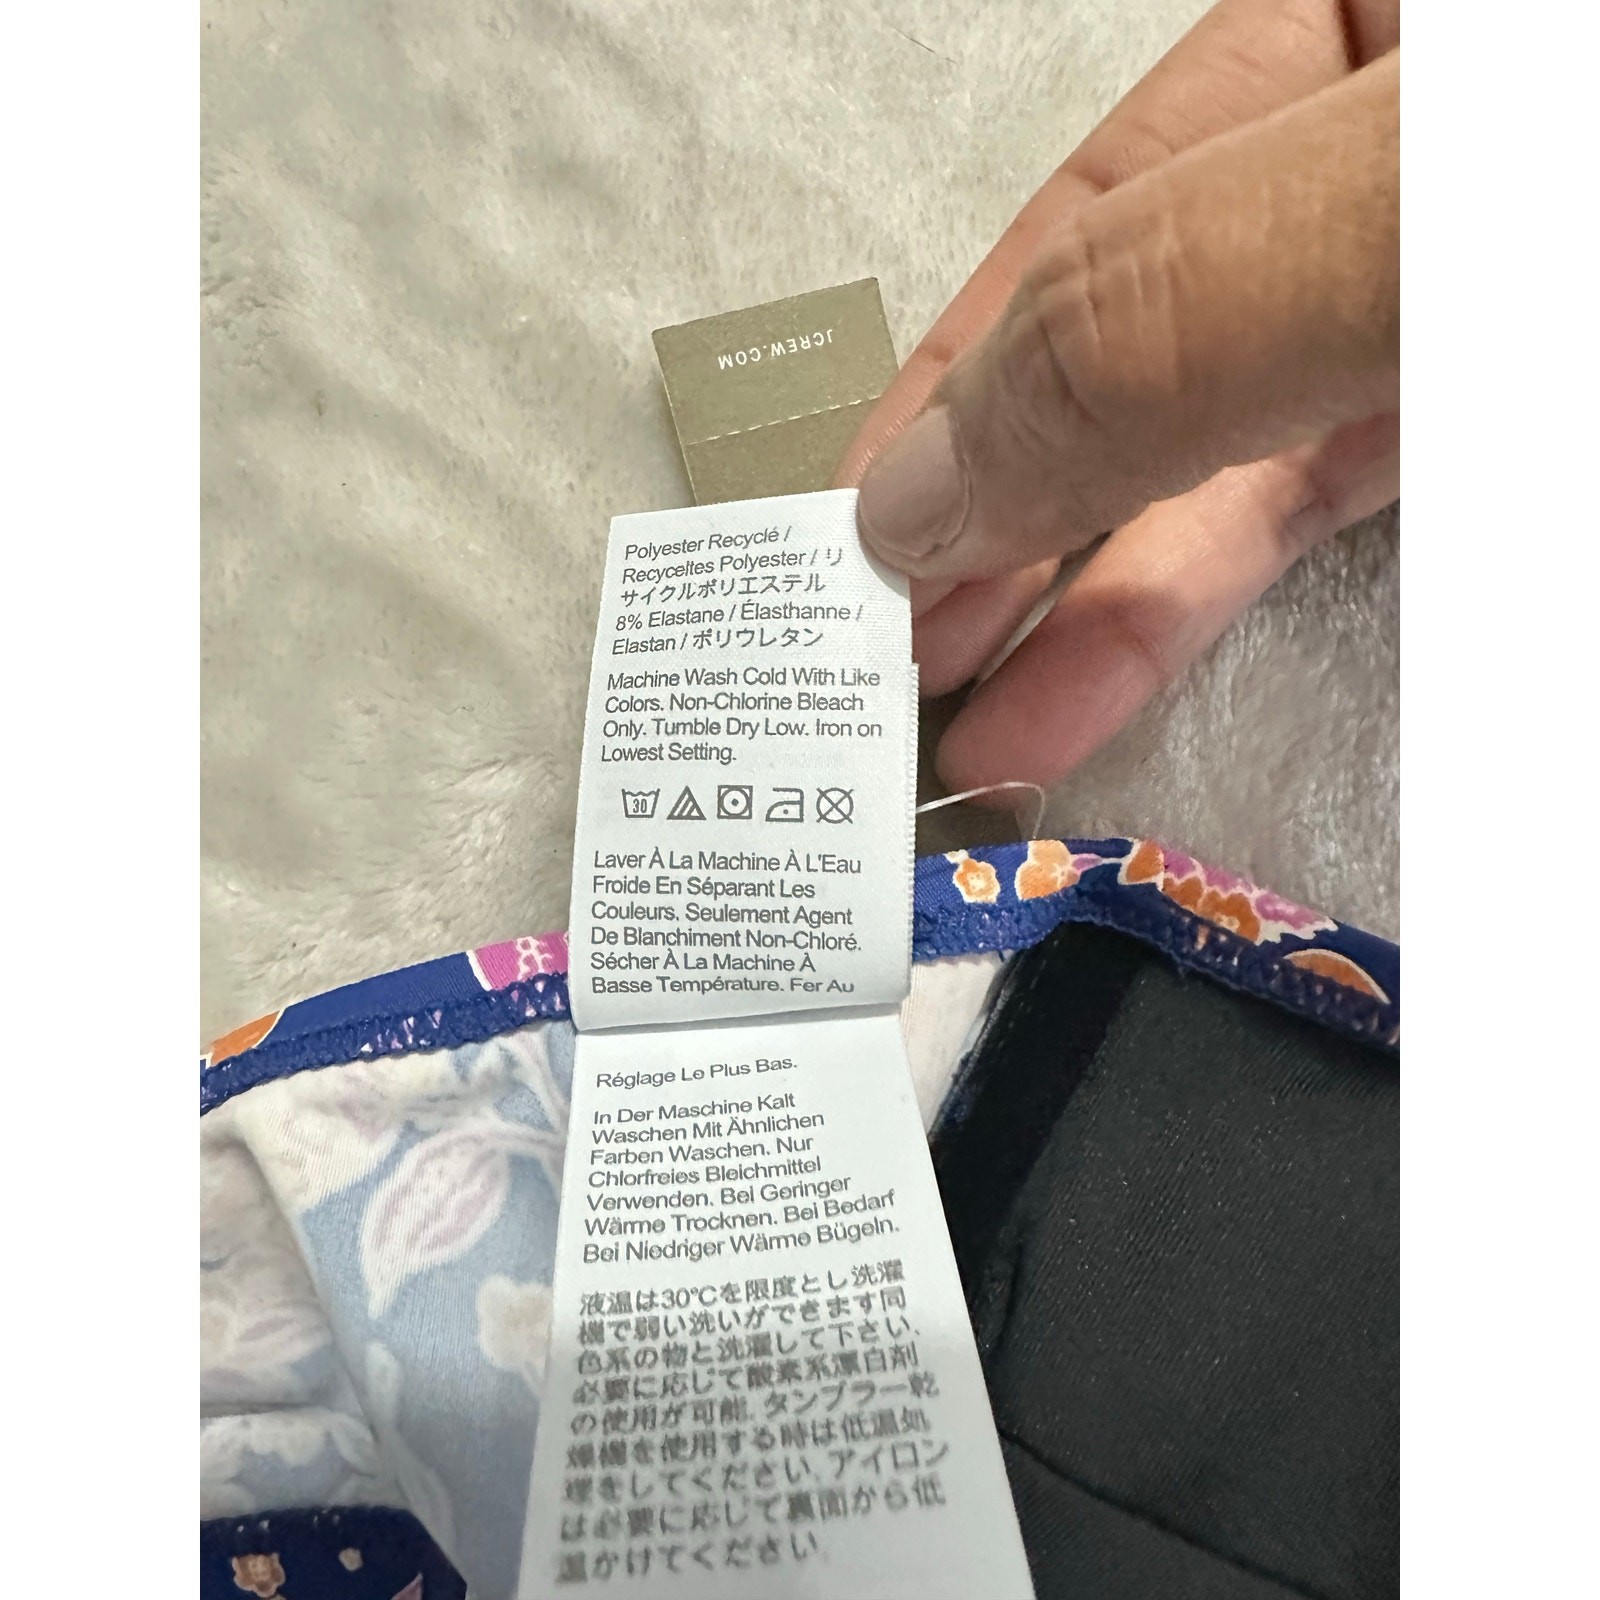 JCREW.COM
Polyester Recyclé /
Recyceltes Polyester / リ
サイクルポリエステル
8% Elastane / Élasthanne /
Elastan / ポリウレタン
Machine Wash Cold With Like
Colors. Non-Chlorine Bleach
Only. Tumble Dry Low. Iron on
Lowest Setting.
30
Laver À La Machine À L'Eau
Froide En Séparant Les
Couleurs. Seulement Agent
De Blanchiment Non-Chloré.
Sécher À La Machine À
Basse Température. Fer Au
Réglage Le Plus Bas.
In Der Maschine Kalt
Waschen Mit Ähnlichen
Farben Waschen. Nur
Chlorfreies Bleichmittel
Verwenden. Bei Geringer
Wärme Trocknen. Bei Bedarf
Bei Niedriger Wärme Bügeln.
液温は30℃を限度とし洗濯
機で弱い洗いができます同
色系の物と洗濯して下さい.
必要に応じて酸素系漂白剤
の使用が可能. タンブラー乾
燥機を使用する時は低温処
理をしてください. アイロン
は必要に応じて裏面から低
温かけてください.